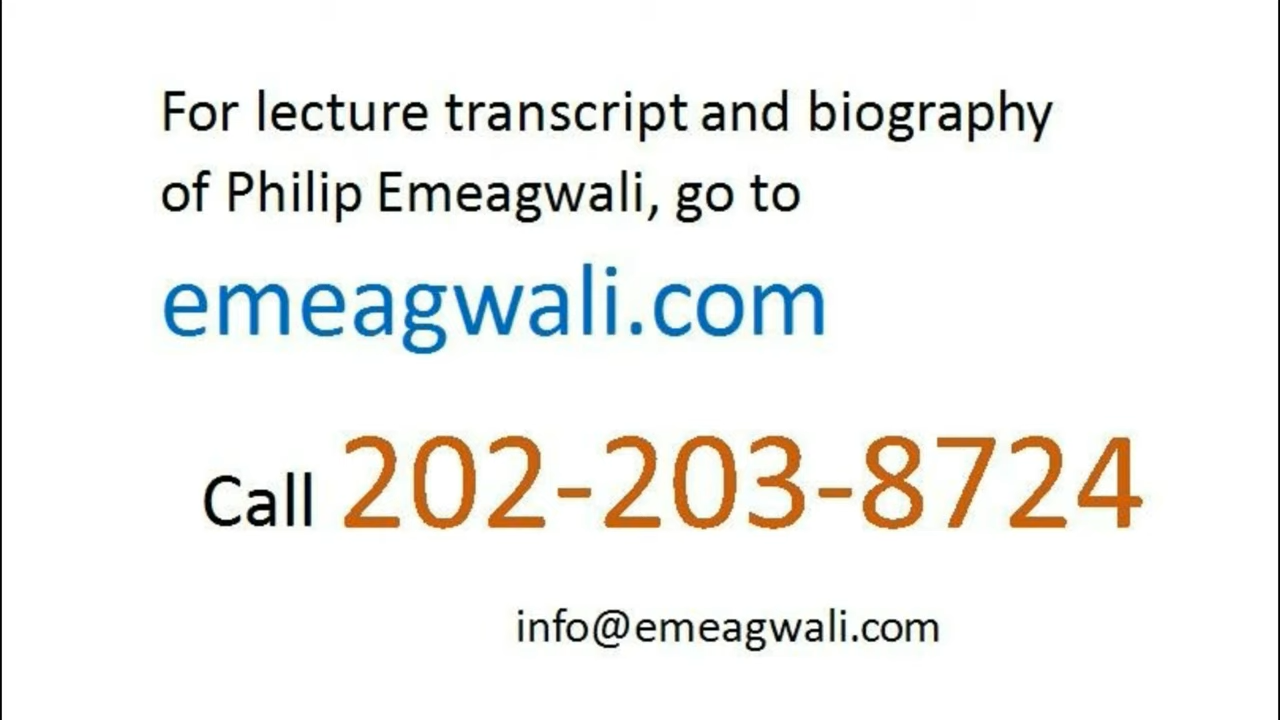 For lecture transcript and biography
of Philip Emeagwali, go to
emeagwali.com
Call 202-203-8724
info@emeagwali.com